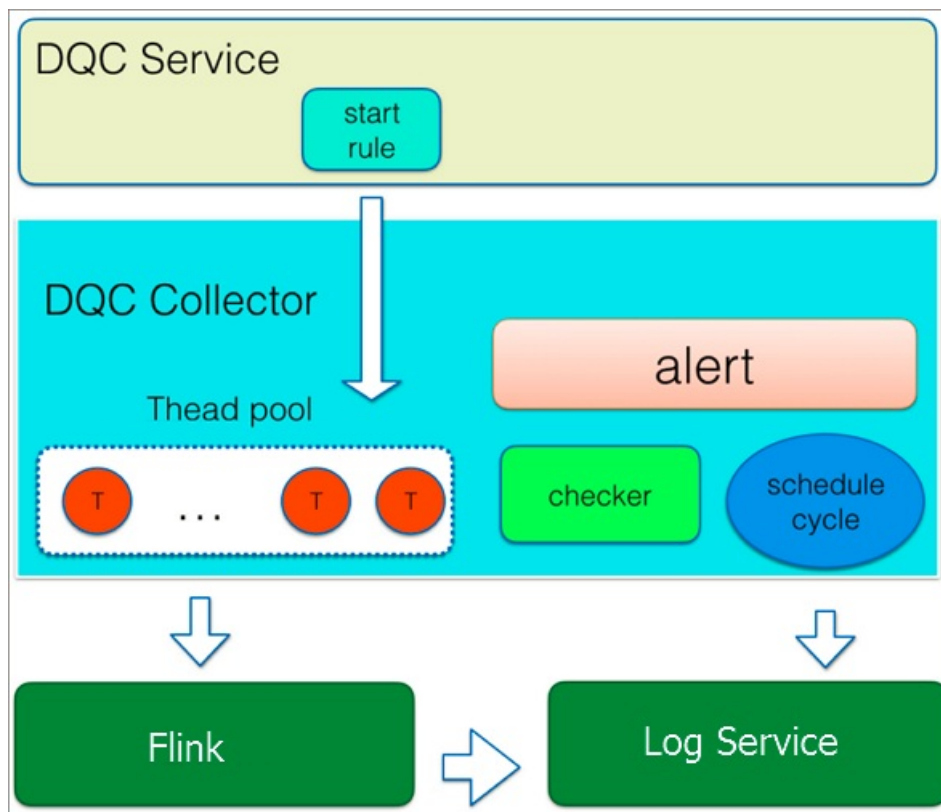 DQC Service
start
rule
DQC Collector
alert
Thead pool
T
...
T
T
checker
schedule
cycle
Flink
Log Service